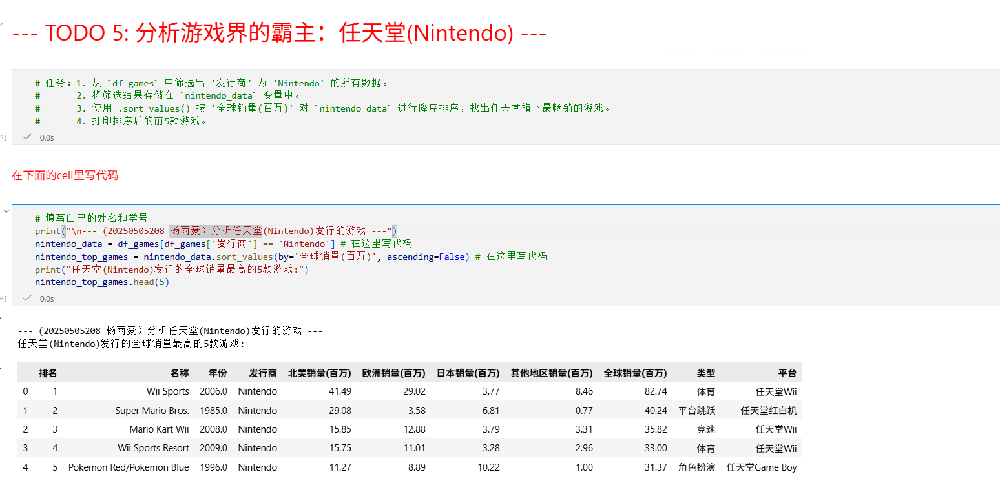 --- TODO 5: 分析游戏界的霸主：任天堂(Nintendo) ---
# 任务：1. 从 `df_games` 中筛选出 '发行商' 为 'Nintendo' 的所有数据。
#       2. 将筛选结果存储在 `nintendo_data` 变量中。
#       3. 使用 .sort_values() 按 '全球销量(百万)' 对 `nintendo_data` 进行降序排序，找出任天堂旗下最畅销的游戏。
#       4. 打印排序后的前5款游戏。
5]
0.0s
在下面的cell里写代码
# 填写自己的姓名和学号
print("\n--- (20250505208 杨雨豪）分析任天堂(Nintendo)发行的游戏 ---")
nintendo_data = df_games[df_games['发行商'] == 'Nintendo'] # 在这里写代码
nintendo_top_games = nintendo_data.sort_values(by='全球销量(百万)', ascending=False) # 在这里写代码
print("任天堂(Nintendo)发行的全球销量最高的5款游戏:")
nintendo_top_games.head(5)
6]
0.0s
--- (20250505208 杨雨豪）分析任天堂(Nintendo)发行的游戏 ---
任天堂(Nintendo)发行的全球销量最高的5款游戏:
排名 名称 年份 发行商 北美销量(百万) 欧洲销量(百万) 日本销量(百万) 其他地区销量(百万) 全球销量(百万) 类型 平台
0 1 Wii Sports 2006.0 Nintendo 41.49 29.02 3.77 8.46 82.74 体育 任天堂Wii
1 2 Super Mario Bros. 1985.0 Nintendo 29.08 3.58 6.81 0.77 40.24 平台跳跃 任天堂红白机
2 3 Mario Kart Wii 2008.0 Nintendo 15.85 12.88 3.79 3.31 35.82 竞速 任天堂Wii
3 4 Wii Sports Resort 2009.0 Nintendo 15.75 11.01 3.28 2.96 33.00 体育 任天堂Wii
4 5 Pokemon Red/Pokemon Blue 1996.0 Nintendo 11.27 8.89 10.22 1.00 31.37 角色扮演 任天堂Game Boy